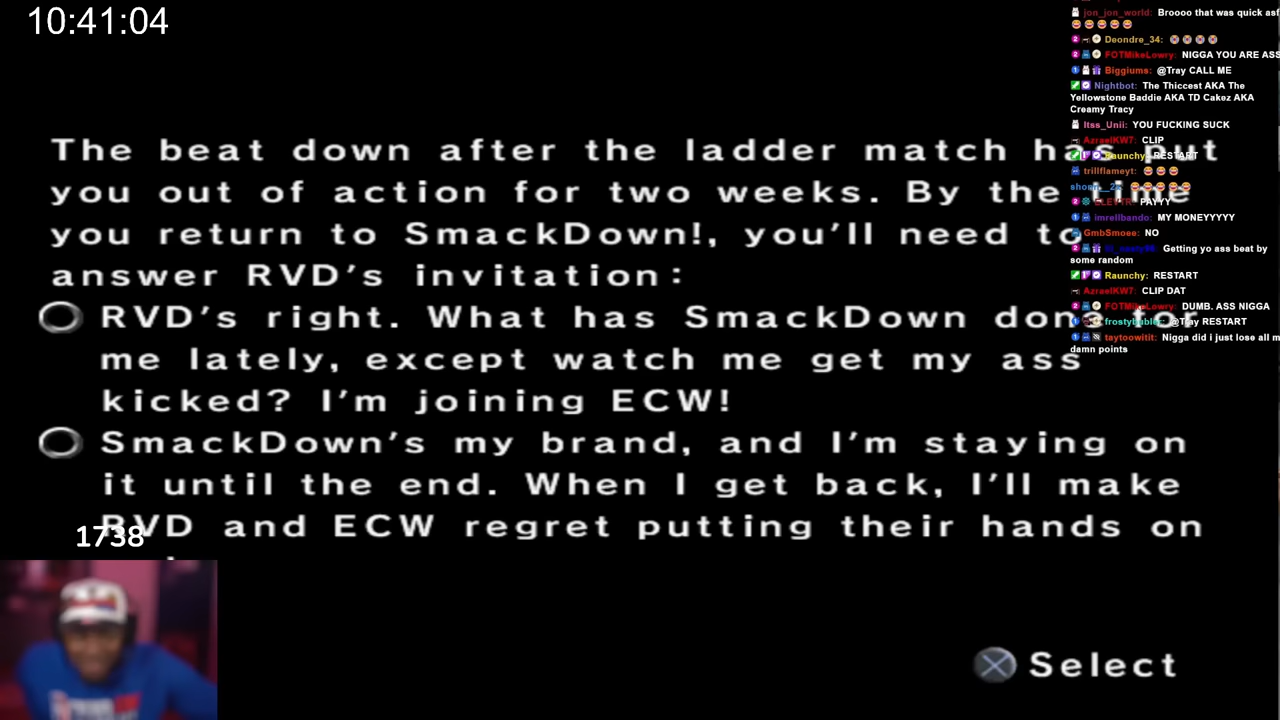 10:41:04
The beat down after the ladder match has put
you out of action for two weeks. By the time
you return to SmackDown!, you'll need to
answer RVD's invitation:
RVD's right. What has SmackDown done for
me lately, except watch me get my ass
kicked? I'm joining ECW!
SmackDown's my brand, and I'm staying on
it until the end. When I get back, I'll make
RVD and ECW regret putting their hands on
1738
Select
jon_jon_world: Broooo that was quick asf
Deondre_34:
FOTMikeLowry: NIGGA YOU ARE ASS
Biggiums: @Tray CALL ME
Nightbot: The Thiccest AKA The
Yellowstone Baddie AKA TD Cakez AKA
Creamy Tracy
Itss_Unii: YOU FUCKING SUCK
AzraelKW7: CLIP
Raunchy: RESTART
trillflameyt:
PAYYY
imrellbando: MY MONEYYYYY
GmbSmoee: NO
Getting yo ass beat by
some random
Raunchy: RESTART
AzraelKW7: CLIP DAT
FOTMikeLowry: DUMB. ASS NIGGA
@Tray RESTART
taytoowitit: Nigga did i just lose all m
damn points